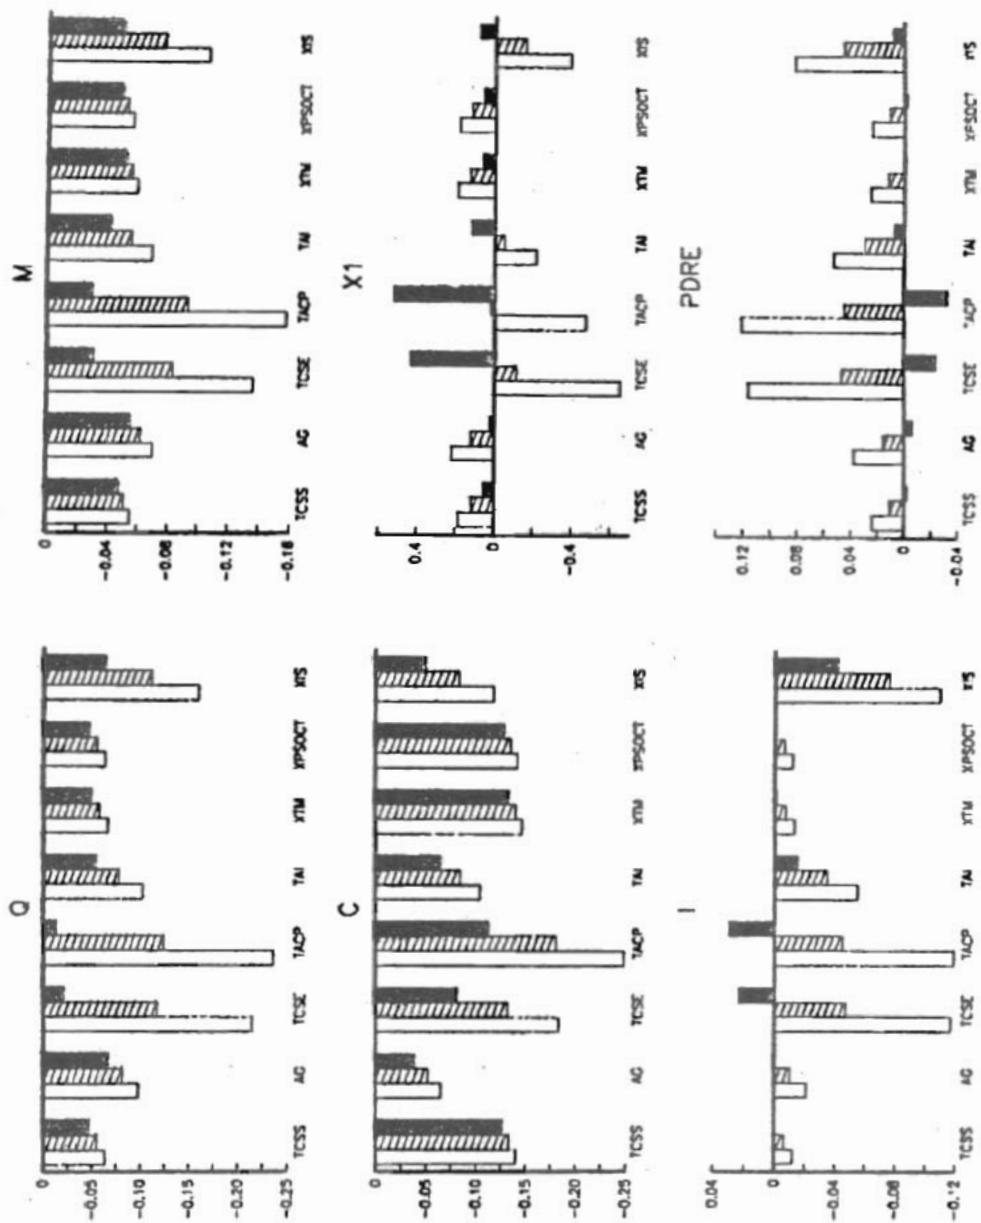 Q
0
-0.05
-0.10
-0.15
-0.20
-0.25
TCSS AG TCSE TACP TAI XTM XPSOCT XTS
M
0
-0.04
-0.08
-0.12
-0.16
TCSS AG TCSE TACP TAI XTM XPSOCT XTS
C
0
-0.05
-0.10
-0.15
-0.20
-0.25
TCSS AG TCSE TACP TAI XTM XPSOCT XTS
X1
0.4
0
-0.4
TCSS AG TCSE TACP TAI XTM XPSOCT XTS
I
0.04
0
-0.04
-0.08
-0.12
TCSS AG TCSE TACP TAI XTM XPSOCT XTS
PDRE
0.12
0.08
0.04
0
-0.04
TCSS AG TCSE TACP TAI XTM XPSOCT XTS